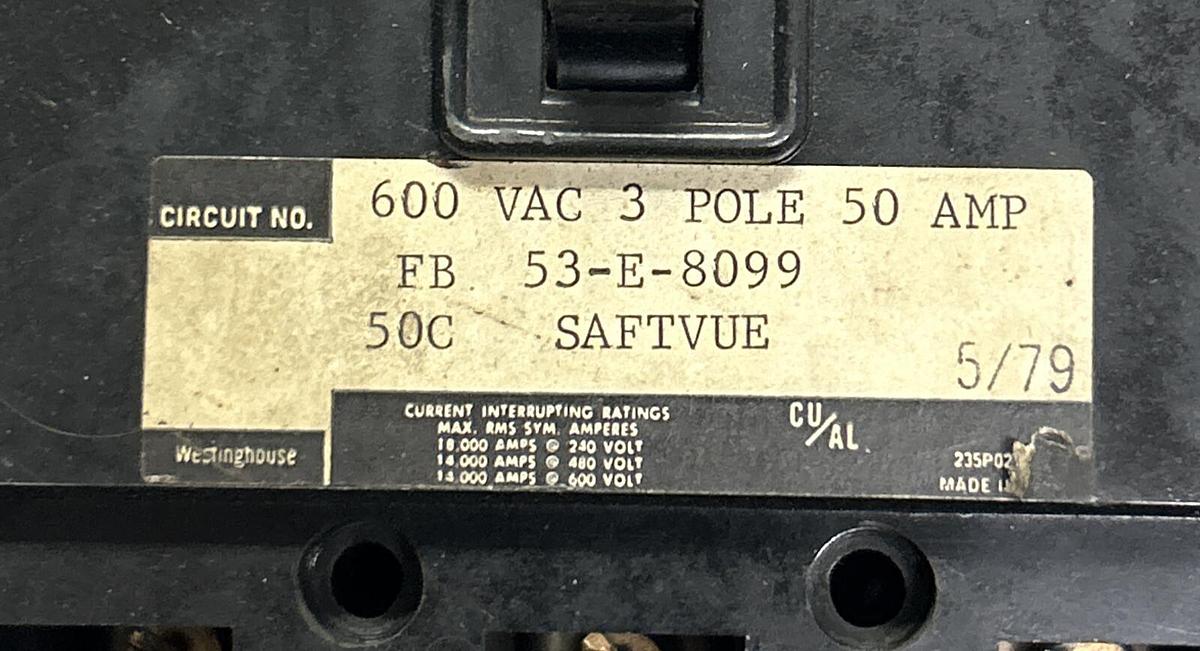 CIRCUIT NO.
600 VAC 3 POLE 50 AMP
FB 53-E-8099
50C SAFTVUE
5/79
Westinghouse
CURRENT INTERRUPTING RATINGS
MAX. RMS SYM. AMPERES
18,000 AMPS @ 240 VOLT
14,000 AMPS @ 480 VOLT
14,000 AMPS @ 600 VOLT
CU/AL
235P02
MADE